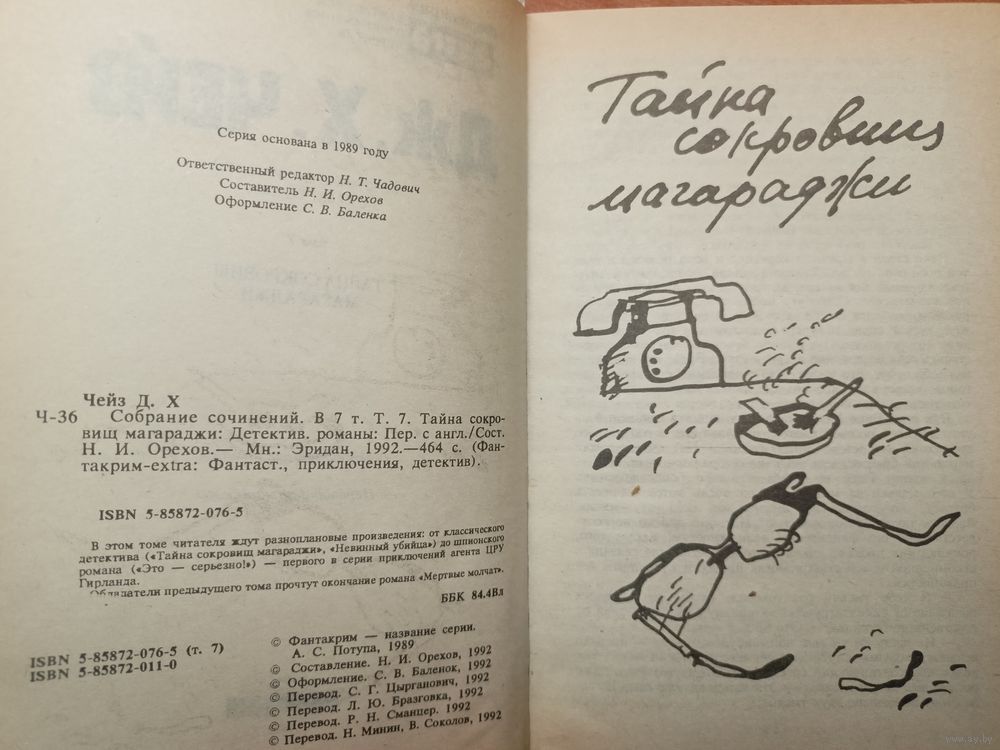 Серия основана в 1989 году
Ответственный редактор Н. Т. Чадович
Составитель Н. И. Орехов
Оформление С. В. Баленка
Чейз Д. Х
Ч-36 Собрание сочинений. В 7 т. Т. 7. Тайна сокро-
вищ магараджи: Детектив. романы: Пер. с англ./Сост.
Н. И. Орехов.— Мн.: Эридан, 1992.—464 с. (Фан-
такрим-extra: Фантаст., приключения, детектив).
ISBN 5-85872-076-5
В этом томе читателя ждут разноплановые произведения: от классического
детектива («Тайна сокровищ магараджи», «Невинный убийца») до шпионского
романа («Это — серьезно!») — первого в серии приключений агента ЦРУ
Гирланда.
Обладатели предыдущего тома прочтут окончание романа «Мертвые молчат».
ББК 84.4Вл
ISBN 5-85872-076-5 (т. 7)
ISBN 5-85872-011-0
© Фантакрим — название серии.
А. С. Потупа, 1989
© Составление. Н. И. Орехов, 1992
© Оформление. С. В. Баленок, 1992
© Перевод. С. Г. Цырганович, 1992
© Перевод. Л. Ю. Бразговка, 1992
© Перевод. Р. Н. Сманцер. 1992
© Перевод. Н. Минин, В. Соколов, 1992
Тайна
сокровищ
магараджи
www.ay.by